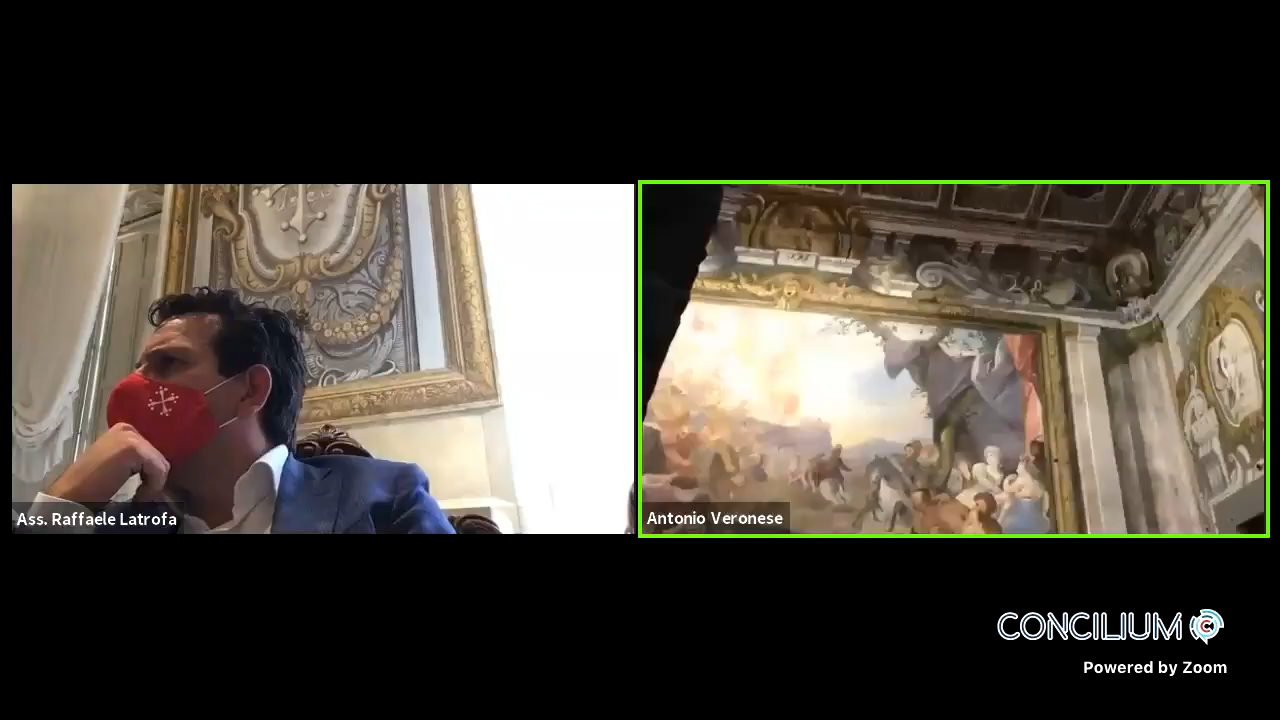 Ass. Raffaele Latrofa
Antonio Veronese
CONCILIUM
Powered by Zoom